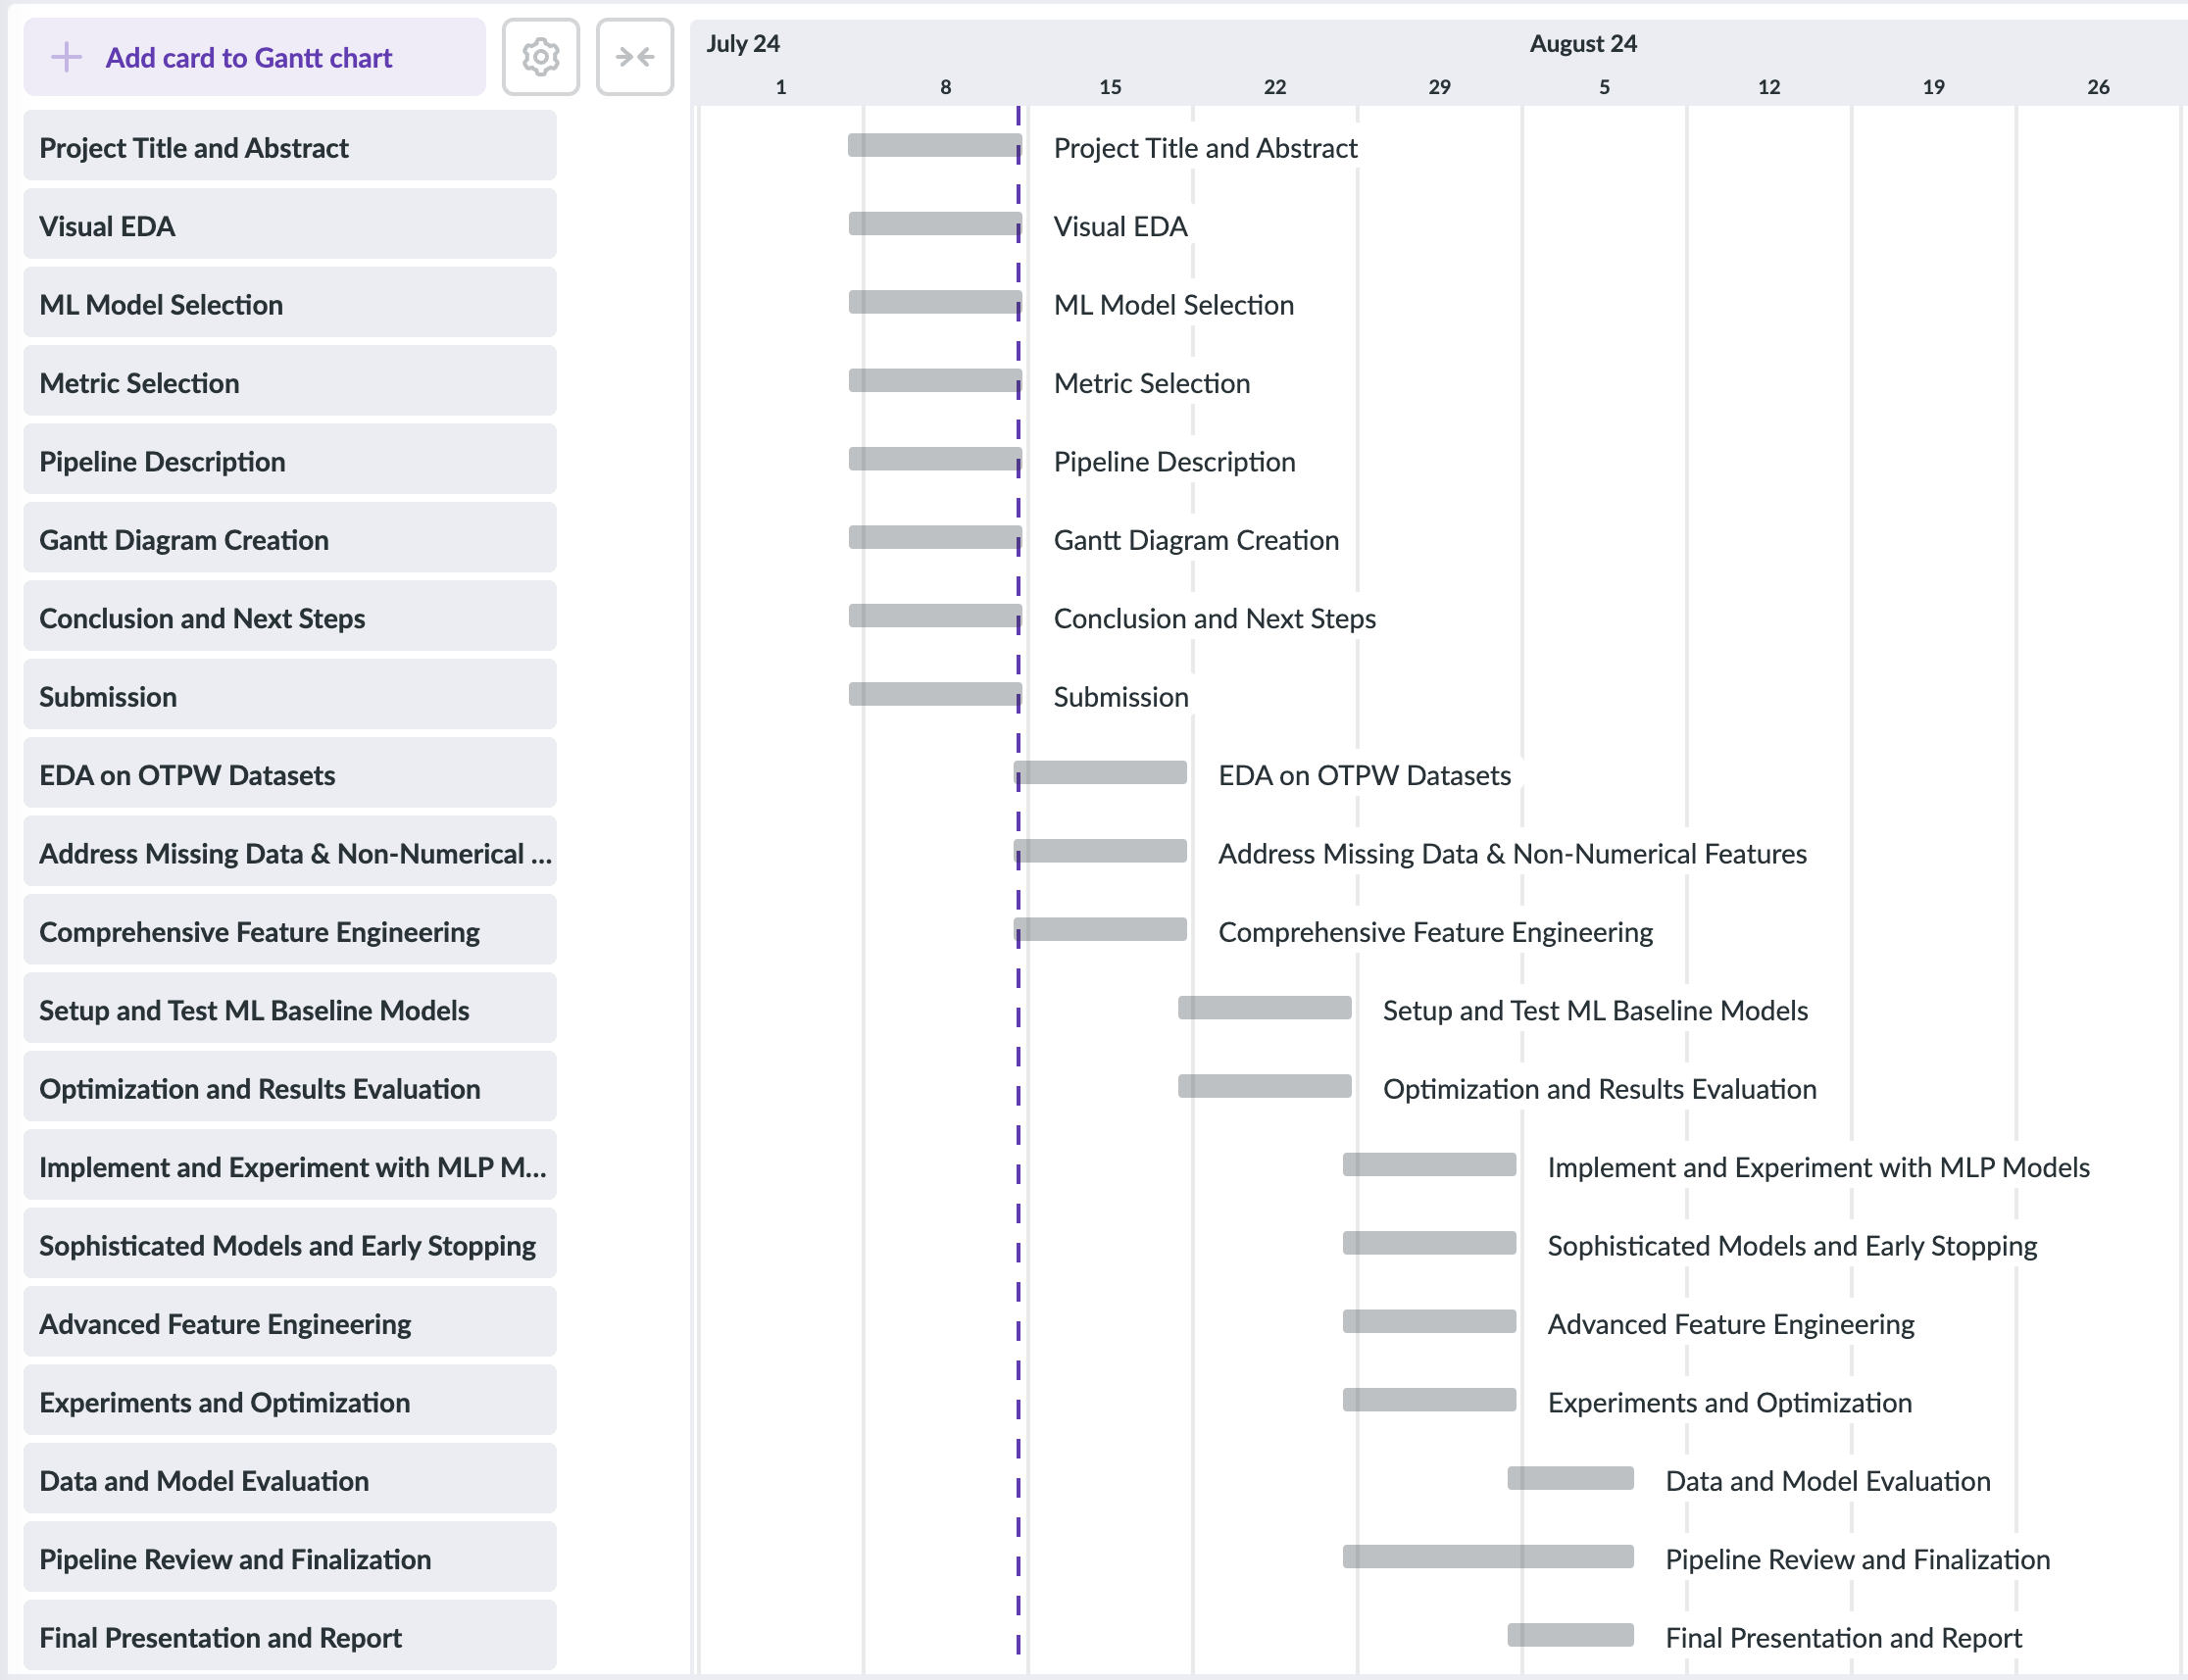 Add card to Gantt chart
July 24 August 24
1 8 15 22 29 5 12 19 26
Project Title and Abstract Project Title and Abstract
Visual EDA Visual EDA
ML Model Selection ML Model Selection
Metric Selection Metric Selection
Pipeline Description Pipeline Description
Gantt Diagram Creation Gantt Diagram Creation
Conclusion and Next Steps Conclusion and Next Steps
Submission Submission
EDA on OTPW Datasets EDA on OTPW Datasets
Address Missing Data & Non-Numerical ... Address Missing Data & Non-Numerical Features
Comprehensive Feature Engineering Comprehensive Feature Engineering
Setup and Test ML Baseline Models Setup and Test ML Baseline Models
Optimization and Results Evaluation Optimization and Results Evaluation
Implement and Experiment with MLP M... Implement and Experiment with MLP Models
Sophisticated Models and Early Stopping Sophisticated Models and Early Stopping
Advanced Feature Engineering Advanced Feature Engineering
Experiments and Optimization Experiments and Optimization
Data and Model Evaluation Data and Model Evaluation
Pipeline Review and Finalization Pipeline Review and Finalization
Final Presentation and Report Final Presentation and Report